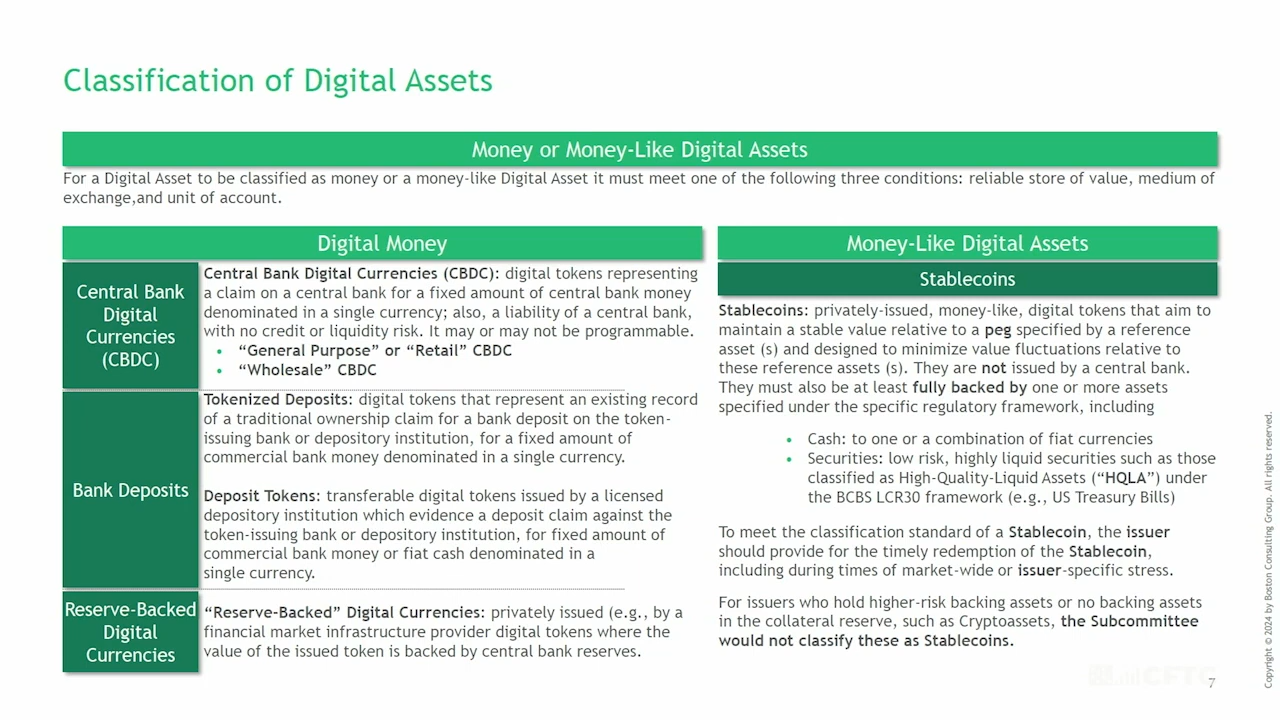 Classification of Digital Assets
Money or Money-Like Digital Assets
For a Digital Asset to be classified as money or a money-like Digital Asset it must meet one of the following three conditions: reliable store of value, medium of
exchange,and unit of account.
Digital Money
Central Bank
Digital
Currencies
(CBDC)
Central Bank Digital Currencies (CBDC): digital tokens representing
a claim on a central bank for a fixed amount of central bank money
denominated in a single currency; also, a liability of a central bank,
with no credit or liquidity risk. It may or may not be programmable.
• “General Purpose” or “Retail” CBDC
• “Wholesale” CBDC
Bank Deposits
Tokenized Deposits: digital tokens that represent an existing record
of a traditional ownership claim for a bank deposit on the token-
issuing bank or depository institution, for a fixed amount of
commercial bank money denominated in a single currency.
Deposit Tokens: transferable digital tokens issued by a licensed
depository institution which evidence a deposit claim against the
token-issuing bank or depository institution, for fixed amount of
commercial bank money or fiat cash denominated in a
single currency.
Reserve-Backed
Digital
Currencies
“Reserve-Backed” Digital Currencies: privately issued (e.g., by a
financial market infrastructure provider digital tokens where the
value of the issued token is backed by central bank reserves.
Money-Like Digital Assets
Stablecoins
Stablecoins: privately-issued, money-like, digital tokens that aim to
maintain a stable value relative to a peg specified by a reference
asset (s) and designed to minimize value fluctuations relative to
these reference assets (s). They are not issued by a central bank.
They must also be at least fully backed by one or more assets
specified under the specific regulatory framework, including
• Cash: to one or a combination of fiat currencies
• Securities: low risk, highly liquid securities such as those
classified as High-Quality-Liquid Assets (“HQLA”) under
the BCBS LCR30 framework (e.g., US Treasury Bills)
To meet the classification standard of a Stablecoin, the issuer
should provide for the timely redemption of the Stablecoin,
including during times of market-wide or issuer-specific stress.
For issuers who hold higher-risk backing assets or no backing assets
in the collateral reserve, such as Cryptoassets, the Subcommittee
would not classify these as Stablecoins.
Copyright © 2024 by Boston Consulting Group. All rights reserved.
CFTC
7